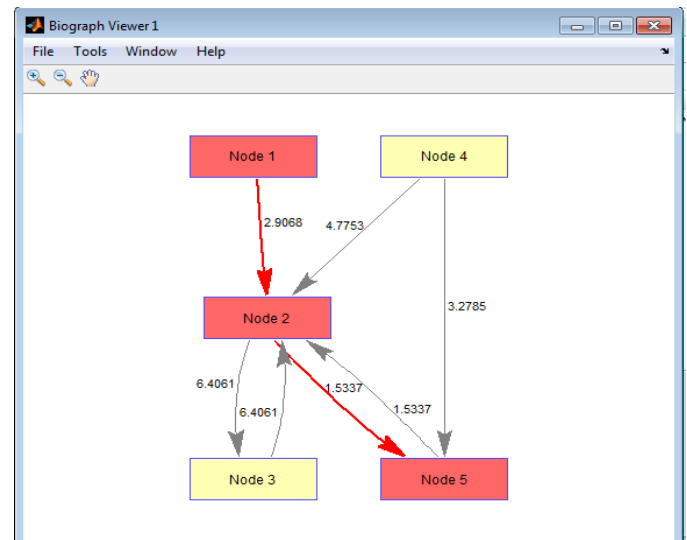 Biograph Viewer 1
File Tools Window Help
Node 1 Node 4
2.9068 4.7753
3.2785
Node 2
6.4061 1.5337
6.4061 1.5337
Node 3 Node 5